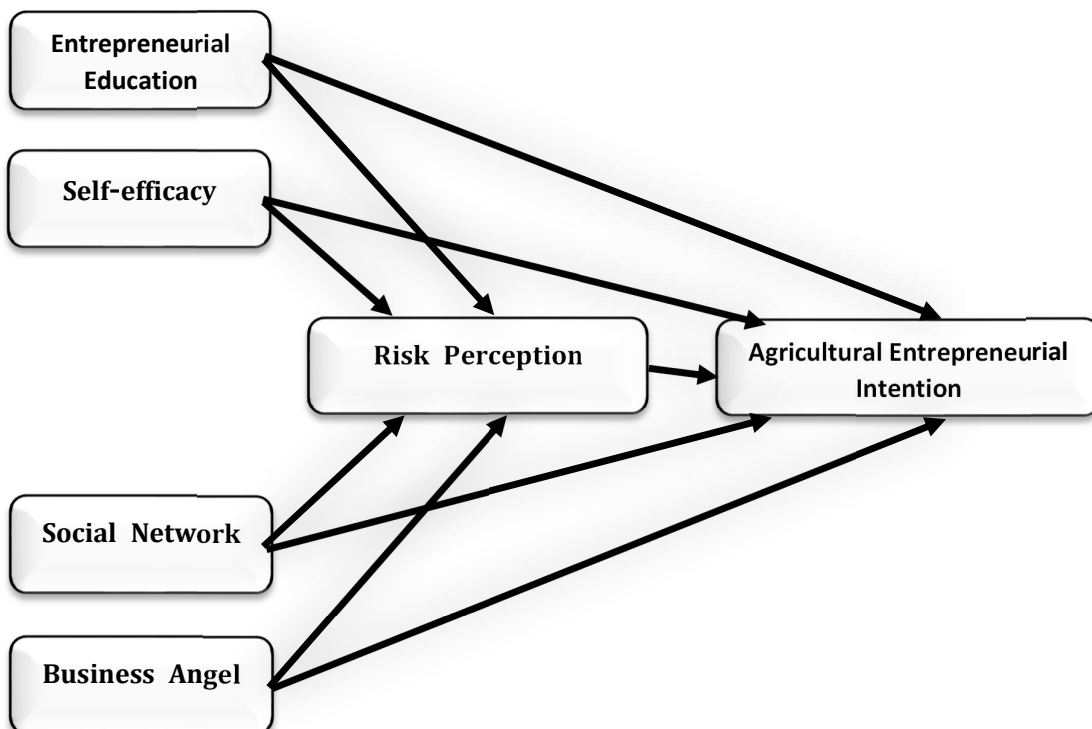 Entrepreneurial
Education
Self-efficacy
Risk Perception
Agricultural Entrepreneurial
Intention
Social Network
Business Angel